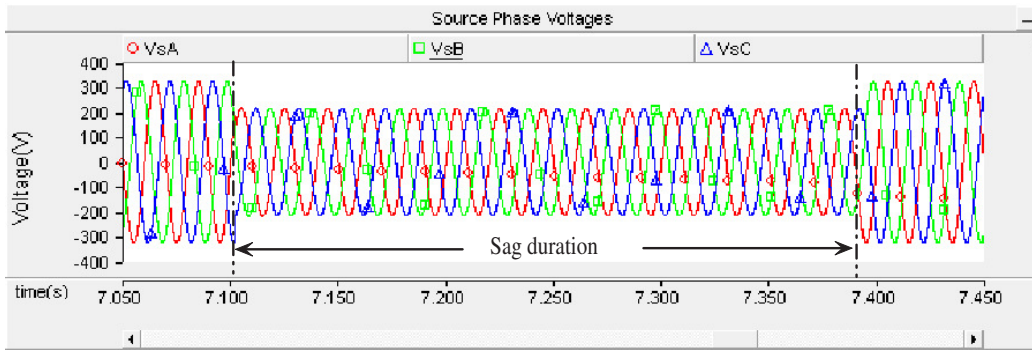 Source Phase Voltages
VsA VsB VsC
Voltage(V)
400
300
200
100
0
-100
-200
-300
-400
Sag duration
time(s) 7.050 7.100 7.150 7.200 7.250 7.300 7.350 7.400 7.450